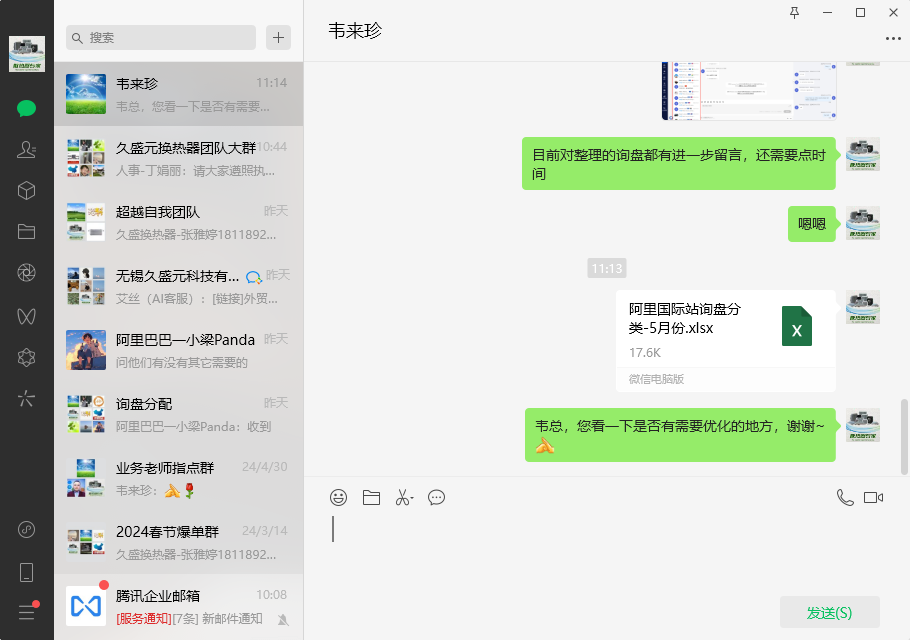 搜索
韦来珍
11:14
韦总，您看一下是否有需要...
久盛元换热器团队大群
10:44
人事-丁娟丽：请大家遵照执...
超越自我团队
昨天
久盛换热器-张雅婷1811892...
无锡久盛元科技有...
昨天
艾丝（AI客服）：[链接]外贸...
阿里巴巴—小梁Panda
昨天
问他们有没有其它需要的
询盘分配
昨天
阿里巴巴—小梁Panda：收到
业务老师指点群
24/4/30
韦来珍：
2024春节爆单群
24/3/14
久盛换热器-张雅婷1811892...
腾讯企业邮箱
10:08
[服务通知][7条] 新邮件通知
韦来珍
目前对整理的询盘都有进一步留言，还需要点时
间
嗯嗯
11:13
阿里国际站询盘分
类-5月份.xlsx
X
17.6K
微信电脑版
韦总，您看一下是否有需要优化的地方，谢谢~
发送(S)